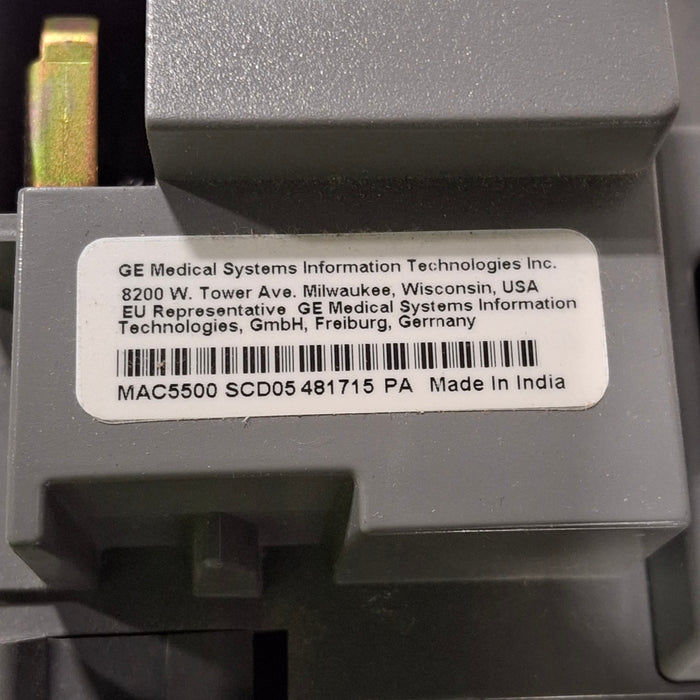 GE Medical Systems Information Technologies Inc.
8200 W. Tower Ave. Milwaukee, Wisconsin, USA
EU Representative GE Medical Systems Information
Technologies, GmbH, Freiburg, Germany
MAC5500 SCD05 481715 PA Made In India